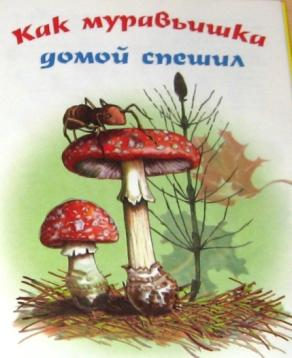 Как муравьишка
домой спешил